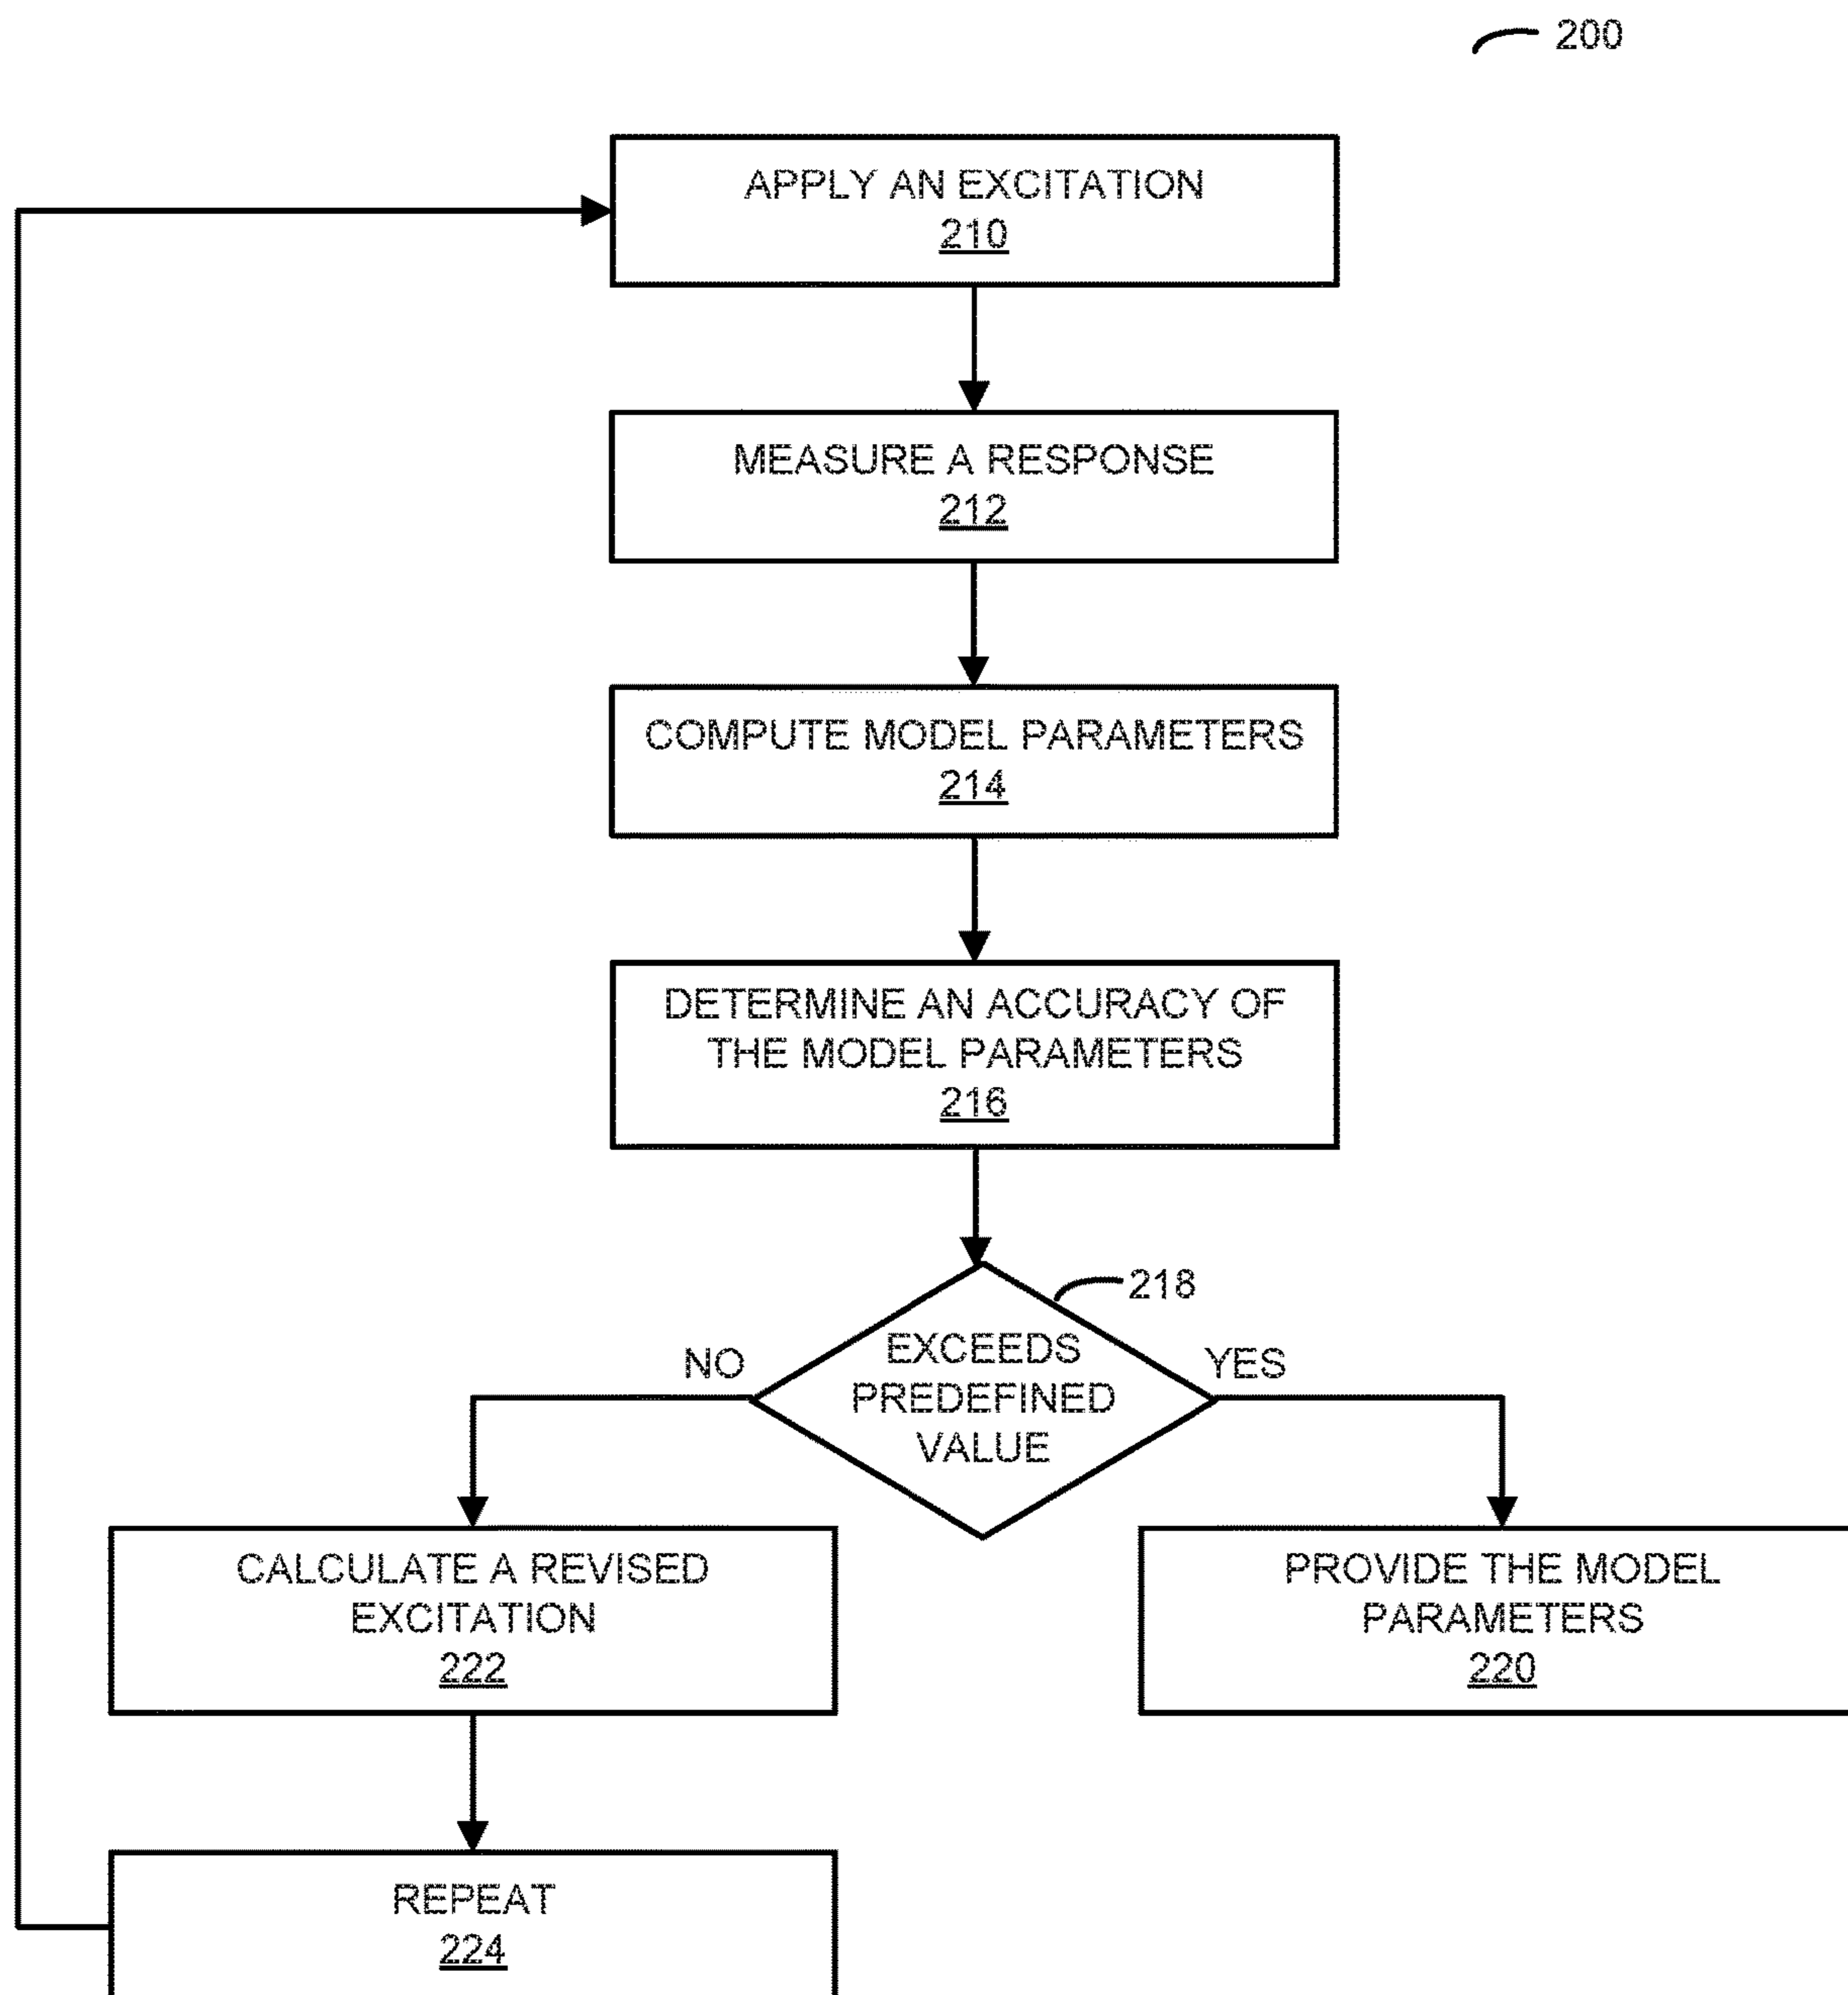 200
APPLY AN EXCITATION
210
MEASURE A RESPONSE
212
COMPUTE MODEL PARAMETERS
214
DETERMINE AN ACCURACY OF
THE MODEL PARAMETERS
216
218
NO
EXCEEDS
PREDEFINED
VALUE
YES
CALCULATE A REVISED
EXCITATION
222
PROVIDE THE MODEL
PARAMETERS
220
REPEAT
224